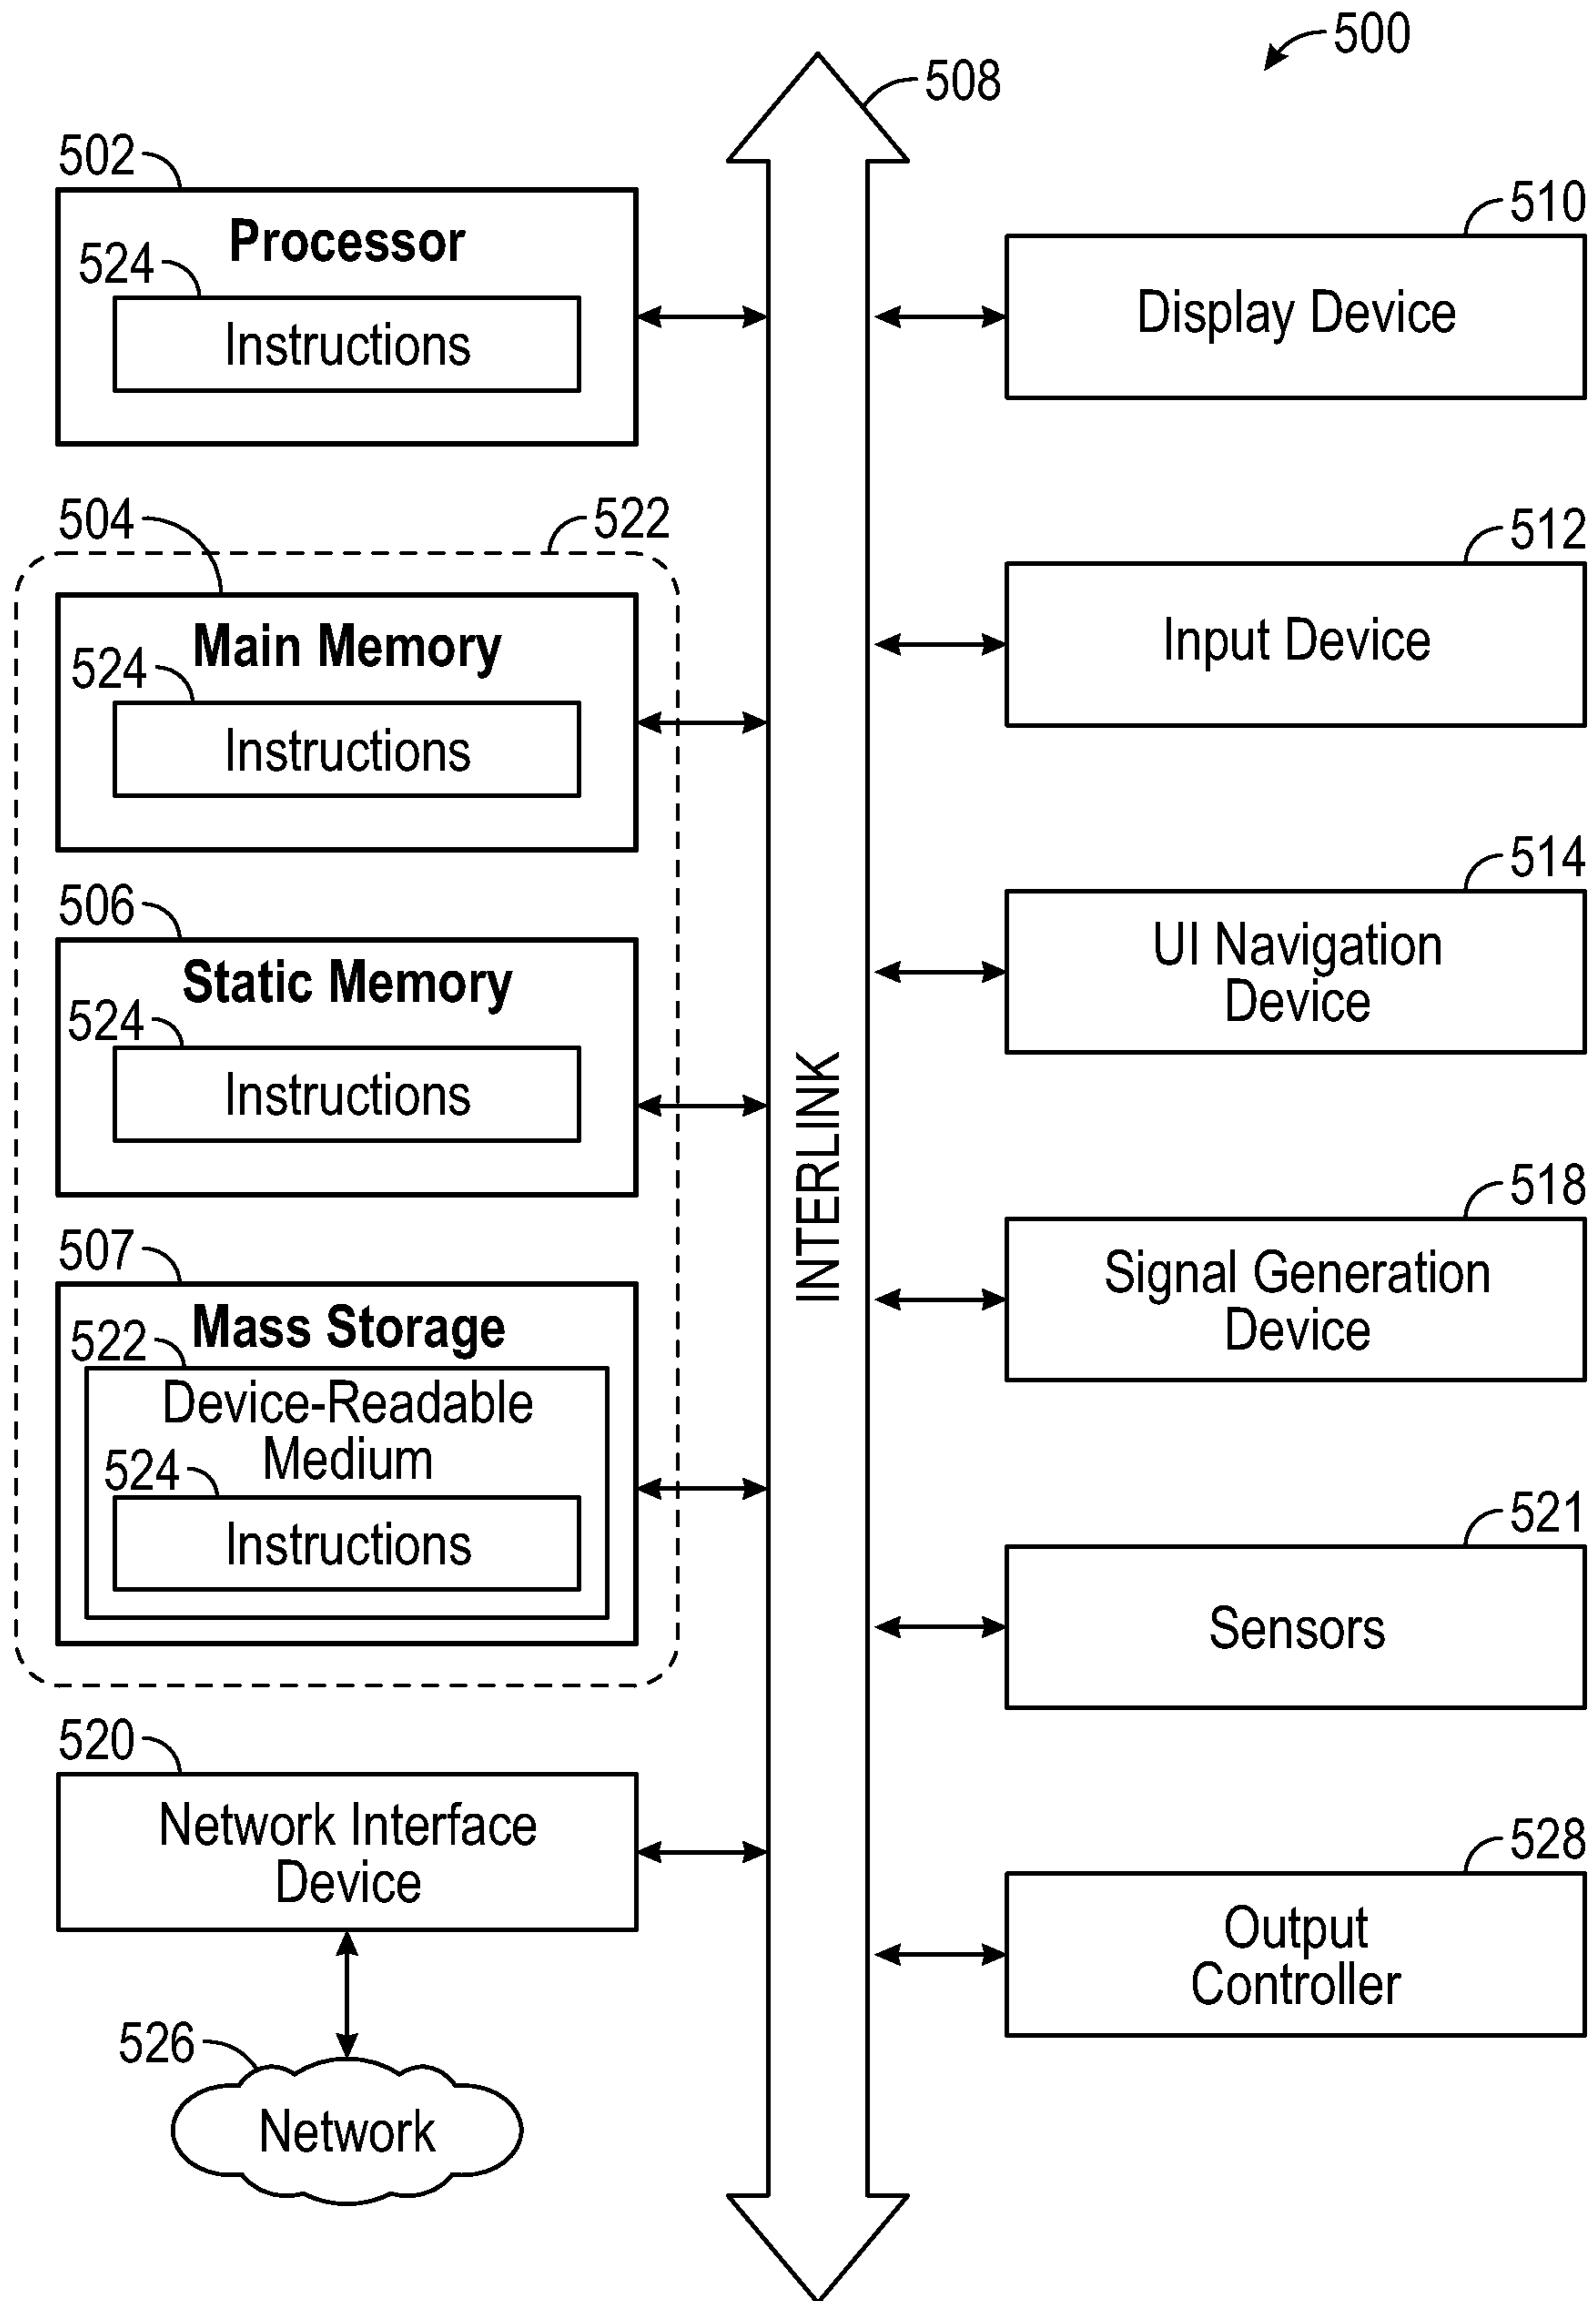 500
508
502
Processor
524
Instructions
504
522
Main Memory
524
Instructions
506
Static Memory
524
Instructions
507
Mass Storage
522
Device-Readable
Medium
524
Instructions
520
Network Interface
Device
526
Network
INTERLINK
510
Display Device
512
Input Device
514
UI Navigation
Device
518
Signal Generation
Device
521
Sensors
528
Output
Controller